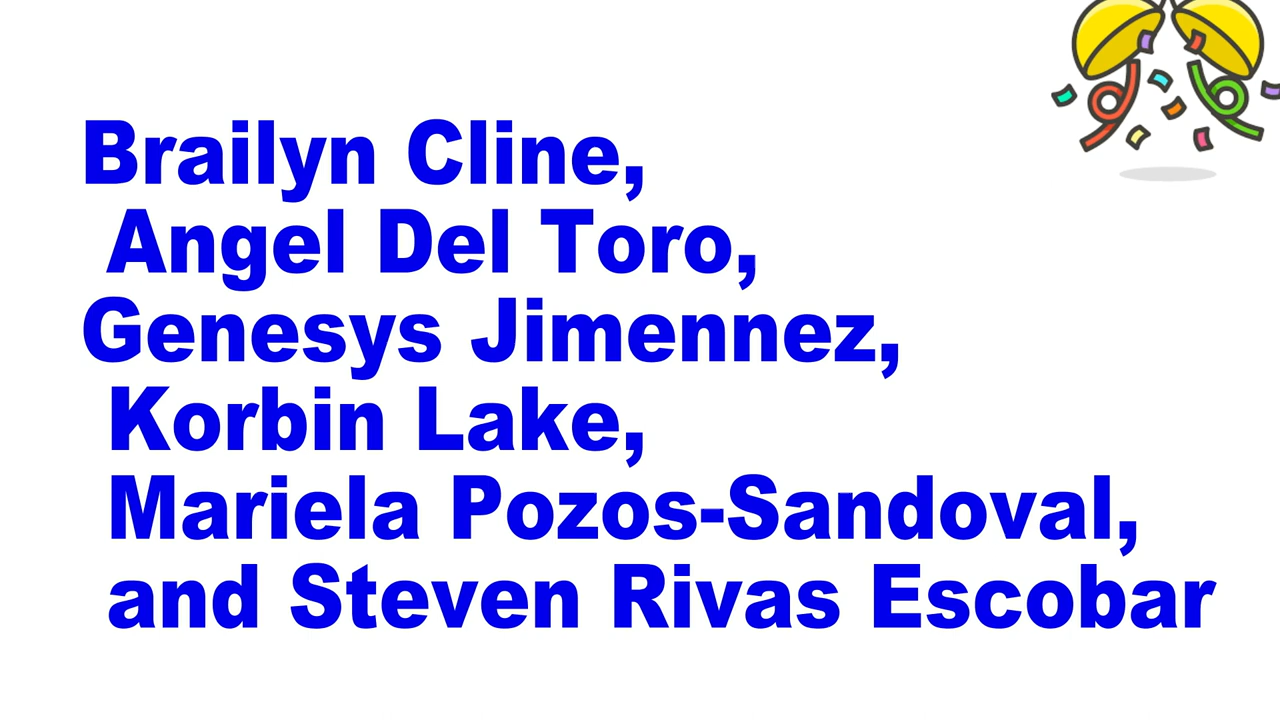 Brailyn Cline,
Angel Del Toro,
Genesys Jimennez,
Korbin Lake,
Mariela Pozos-Sandoval,
and Steven Rivas Escobar